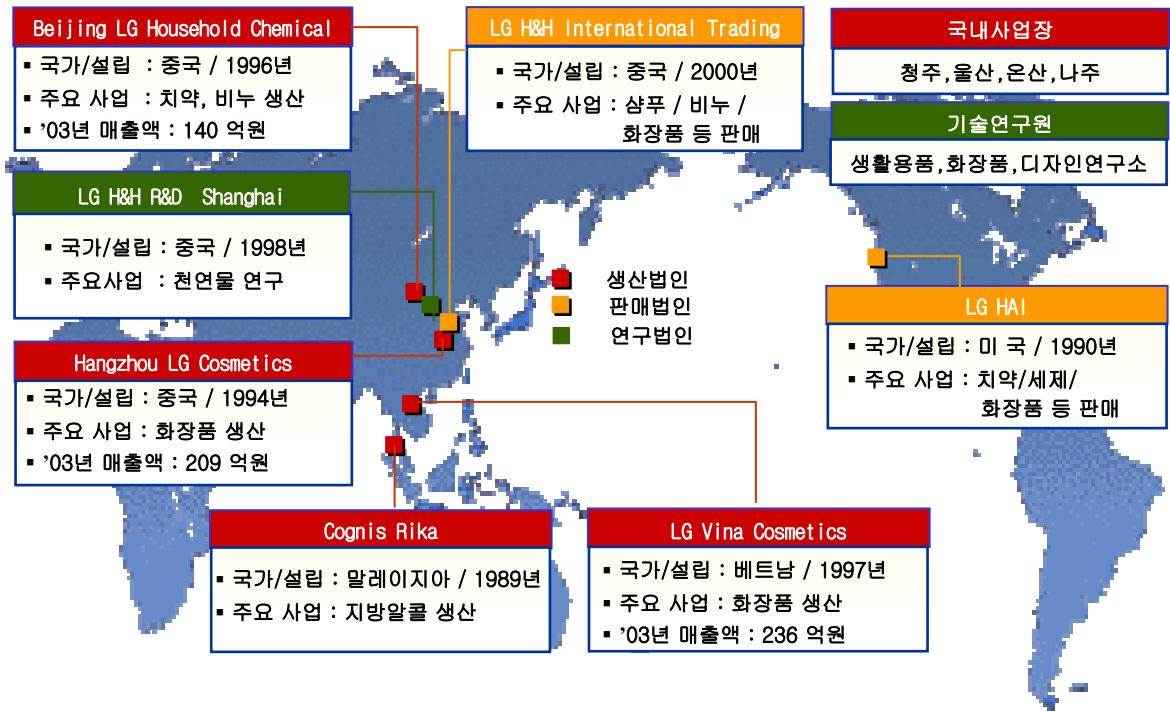 Beijing LG Household Chemical
▪ 국가/설립 : 중국 / 1996년
▪ 주요 사업 : 치약, 비누 생산
▪ ’03년 매출액 : 140 억원
LG H&H International Trading
▪ 국가/설립 : 중국 / 2000년
▪ 주요 사업 : 샴푸 / 비누 /
화장품 등 판매
국내사업장
청주,울산,온산,나주
기술연구원
생활용품,화장품,디자인연구소
LG H&H R&D Shanghai
▪ 국가/설립 : 중국 / 1998년
▪ 주요사업 : 천연물 연구
생산법인
판매법인
연구법인
LG HAI
▪ 국가/설립 : 미 국 / 1990년
▪ 주요 사업 : 치약/세제/
화장품 등 판매
Hangzhou LG Cosmetics
▪ 국가/설립 : 중국 / 1994년
▪ 주요 사업 : 화장품 생산
▪ ’03년 매출액 : 209 억원
Cognis Rika
▪ 국가/설립 : 말레이지아 / 1989년
▪ 주요 사업 : 지방알콜 생산
LG Vina Cosmetics
▪ 국가/설립 : 베트남 / 1997년
▪ 주요 사업 : 화장품 생산
▪ ’03년 매출액 : 236 억원